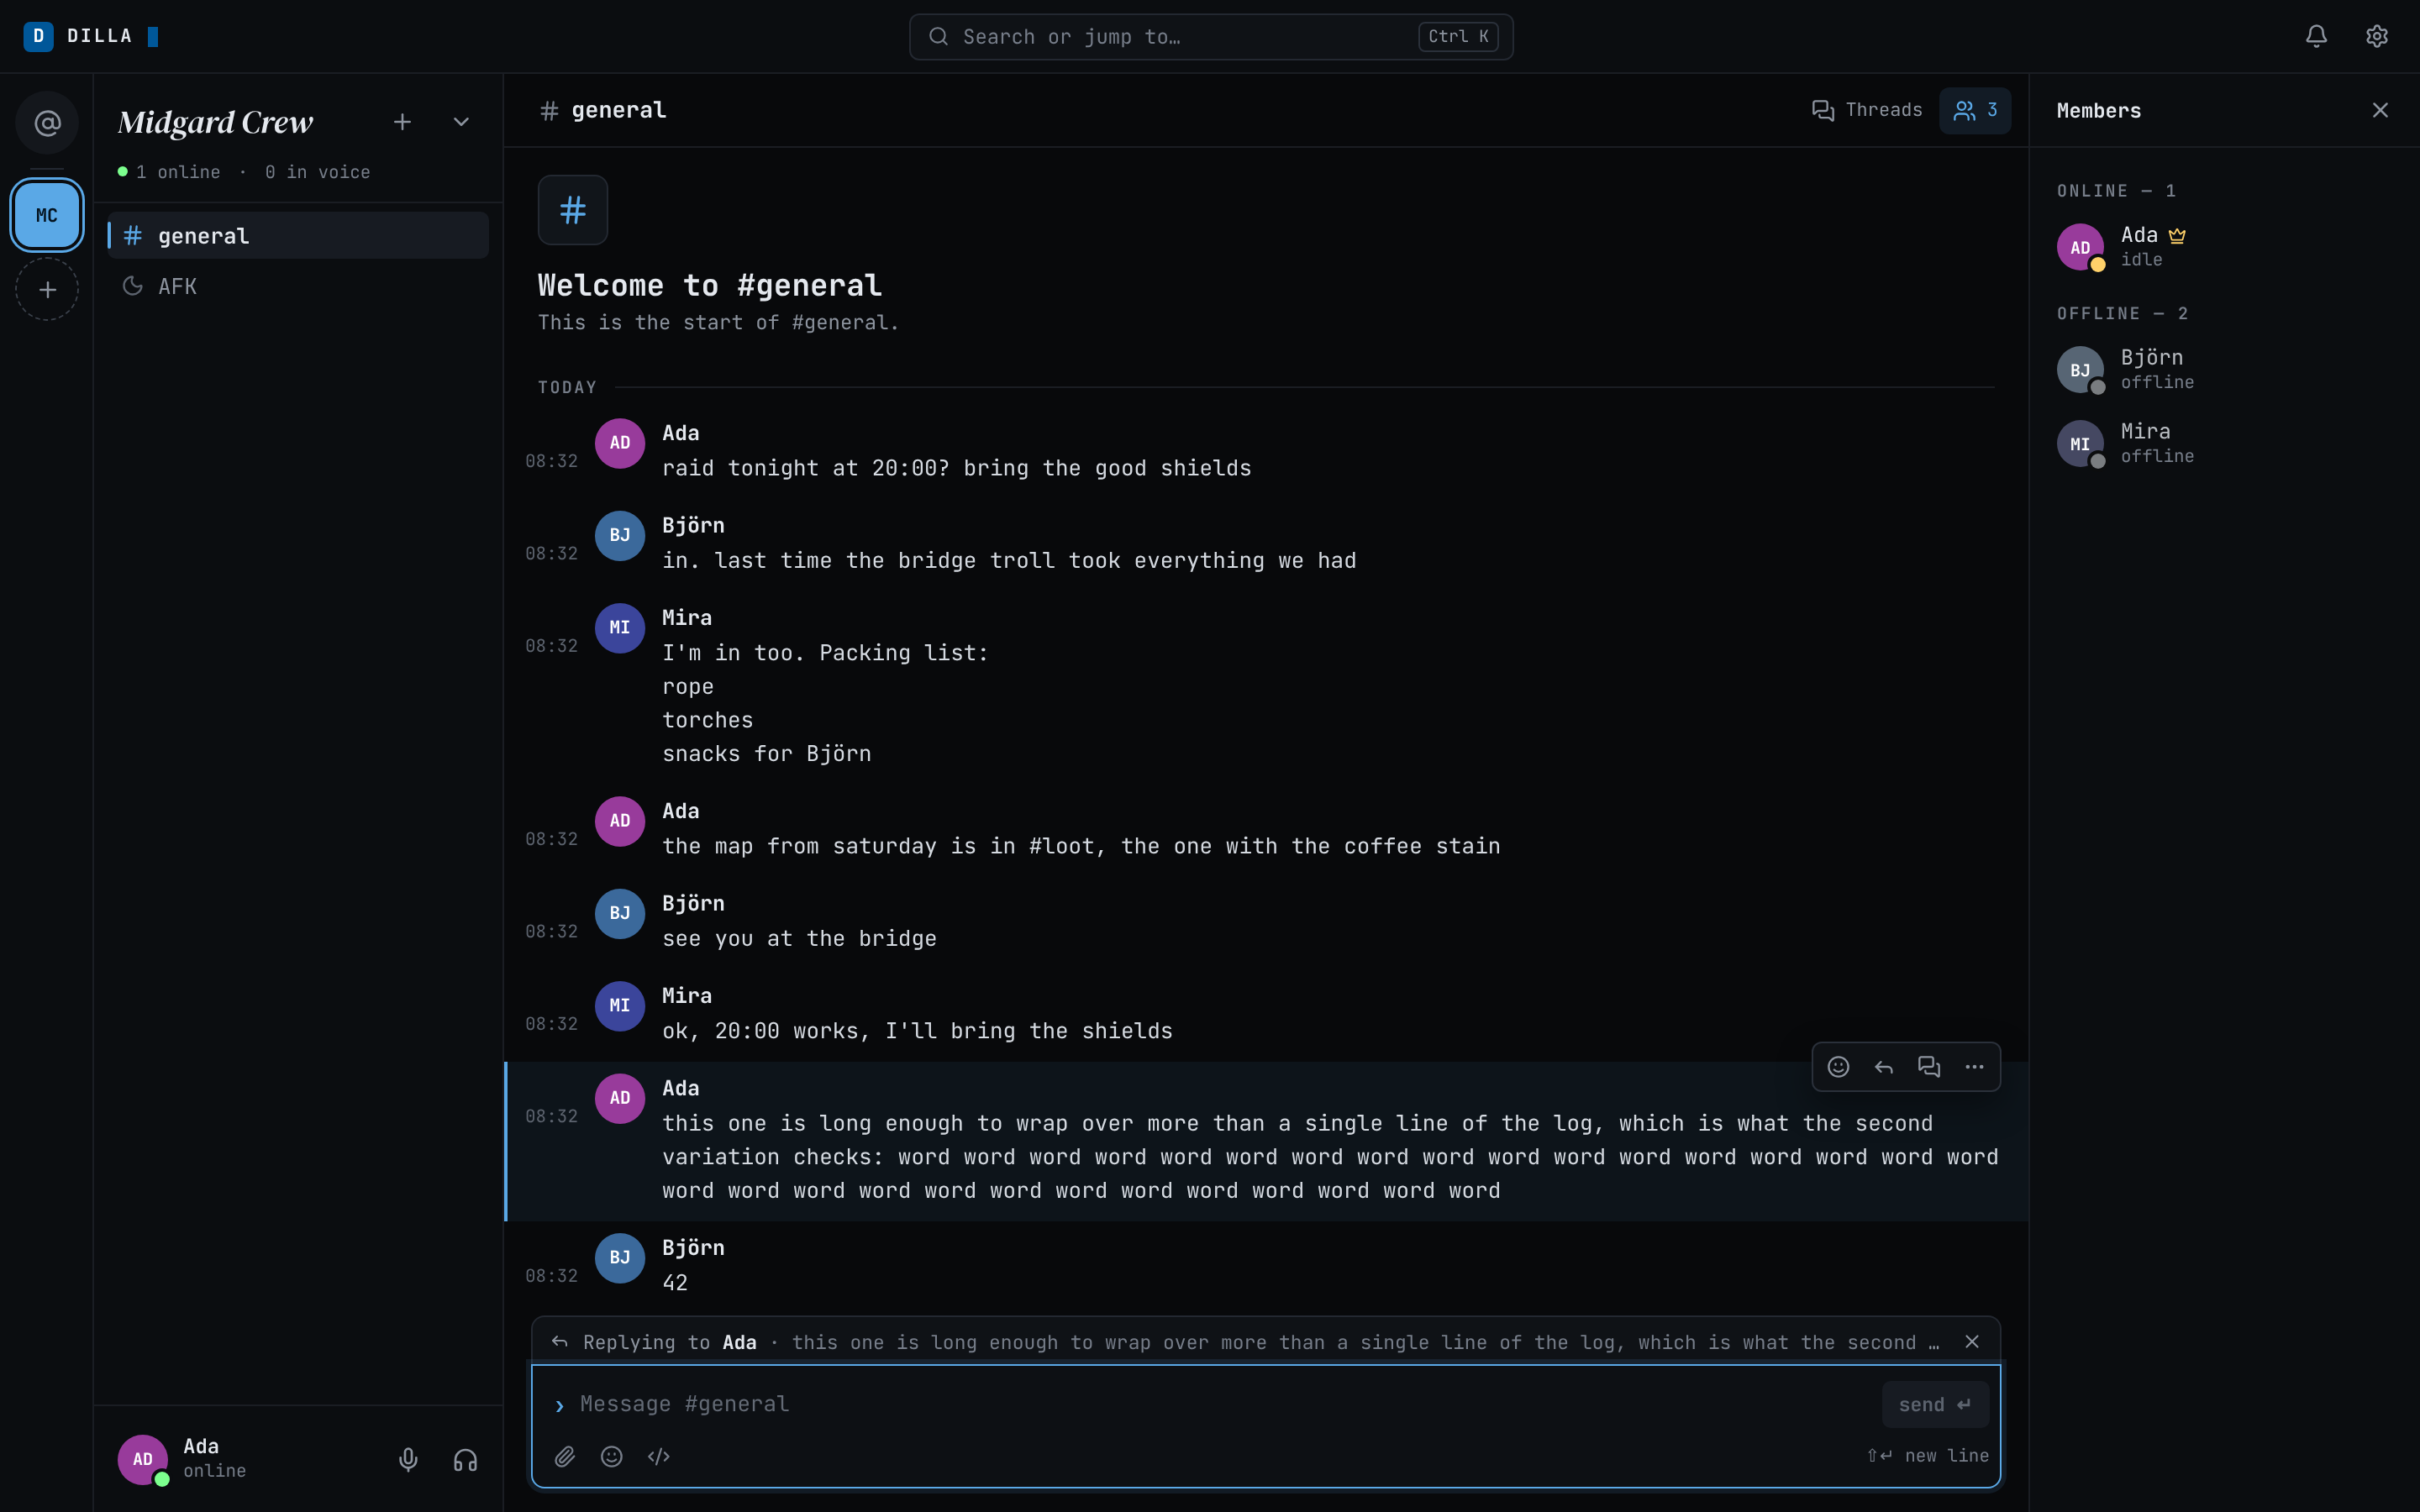 D DILLA
Search or jump to… Ctrl K
MC
Midgard Crew
1 online · 0 in voice
# general
AFK
# general
Threads
3
#
Welcome to #general
This is the start of #general.
TODAY
AD Ada
08:32 raid tonight at 20:00? bring the good shields
BJ Björn
08:32 in. last time the bridge troll took everything we had
MI Mira
08:32 I'm in too. Packing list:
rope
torches
snacks for Björn
AD Ada
08:32 the map from saturday is in #loot, the one with the coffee stain
BJ Björn
08:32 see you at the bridge
MI Mira
08:32 ok, 20:00 works, I'll bring the shields
AD Ada
08:32 this one is long enough to wrap over more than a single line of the log, which is what the second
variation checks: word word word word word word word word word word word word word word word word word
word word word word word word word word word word word word word
BJ Björn
08:32 42
Replying to Ada · this one is long enough to wrap over more than a single line of the log, which is what the second …
› Message #general
send ↵
⇧↵ new line
AD Ada
online
Members
ONLINE — 1
AD Ada
idle
OFFLINE — 2
BJ Björn
offline
MI Mira
offline